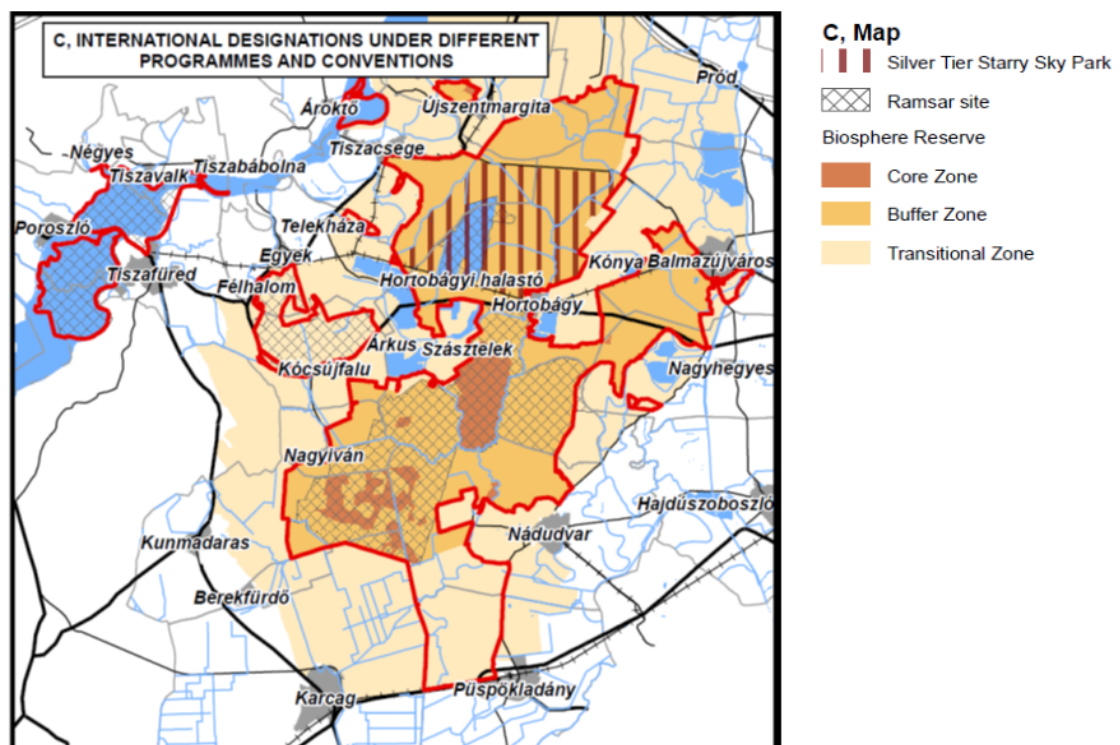 C, INTERNATIONAL DESIGNATIONS UNDER DIFFERENT
PROGRAMMES AND CONVENTIONS
C, Map
Silver Tier Starry Sky Park
Ramsar site
Biosphere Reserve
Core Zone
Buffer Zone
Transitional Zone
Pród
Ároktő
Újszentmargita
Tiszacsege
Négyes
Tiszavalk
Tiszabábolna
Poroszló
Telekháza
Egyek
Tiszafüred
Félhalom
Hortobágyi.halastó
Kónya
Balmazújváros
Hortobágy
Árkus
Szásztelek
Kócsújfalu
Nagyhegyes
Nagyiván
Hajdúszoboszló
Nádudvar
Kunmadaras
Berekfürdő
Karcag
Püspökladány